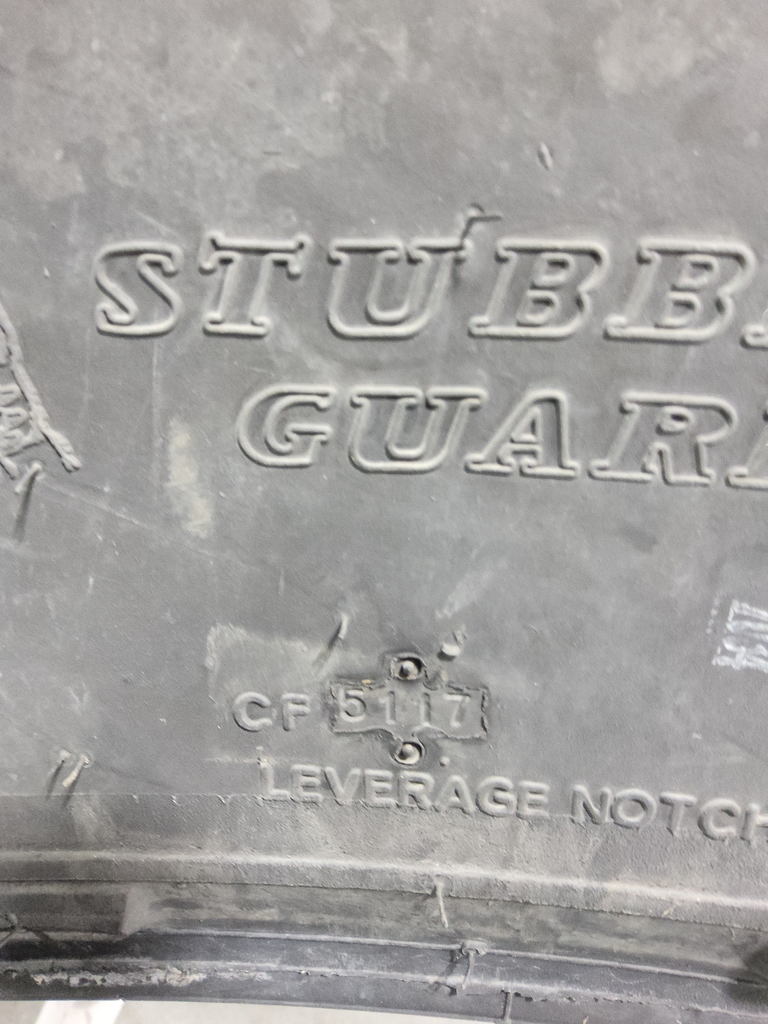 STUBB
GUAR
CF 5117
LEVERAGE NOTCH